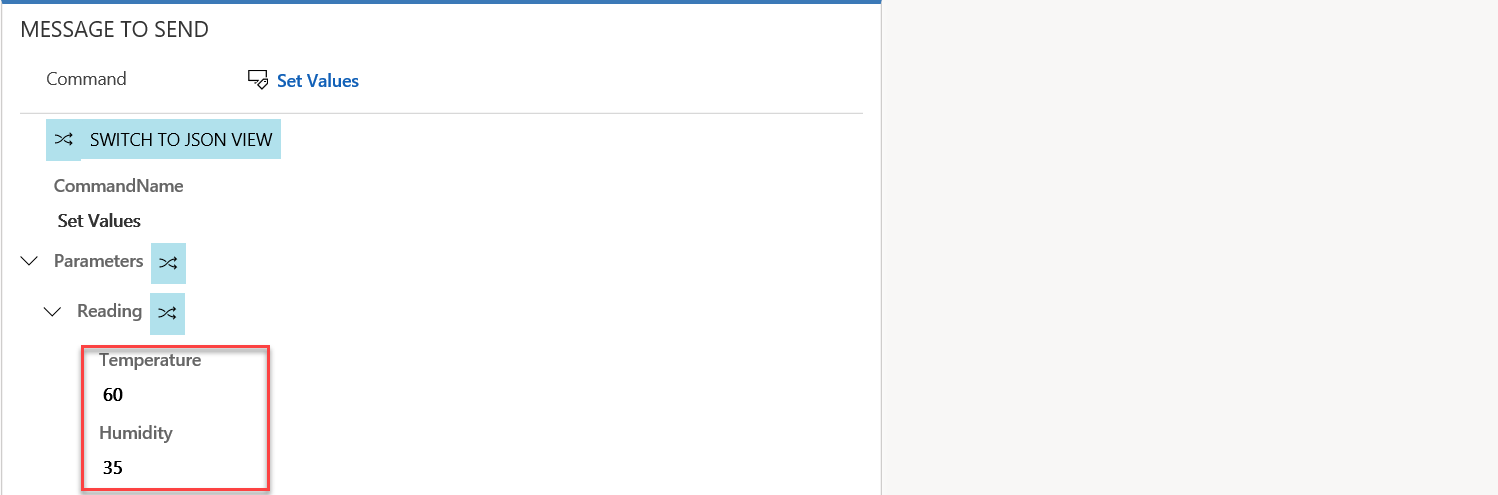 MESSAGE TO SEND
Command Set Values
SWITCH TO JSON VIEW
CommandName
Set Values
Parameters
Reading
Temperature
60
Humidity
35